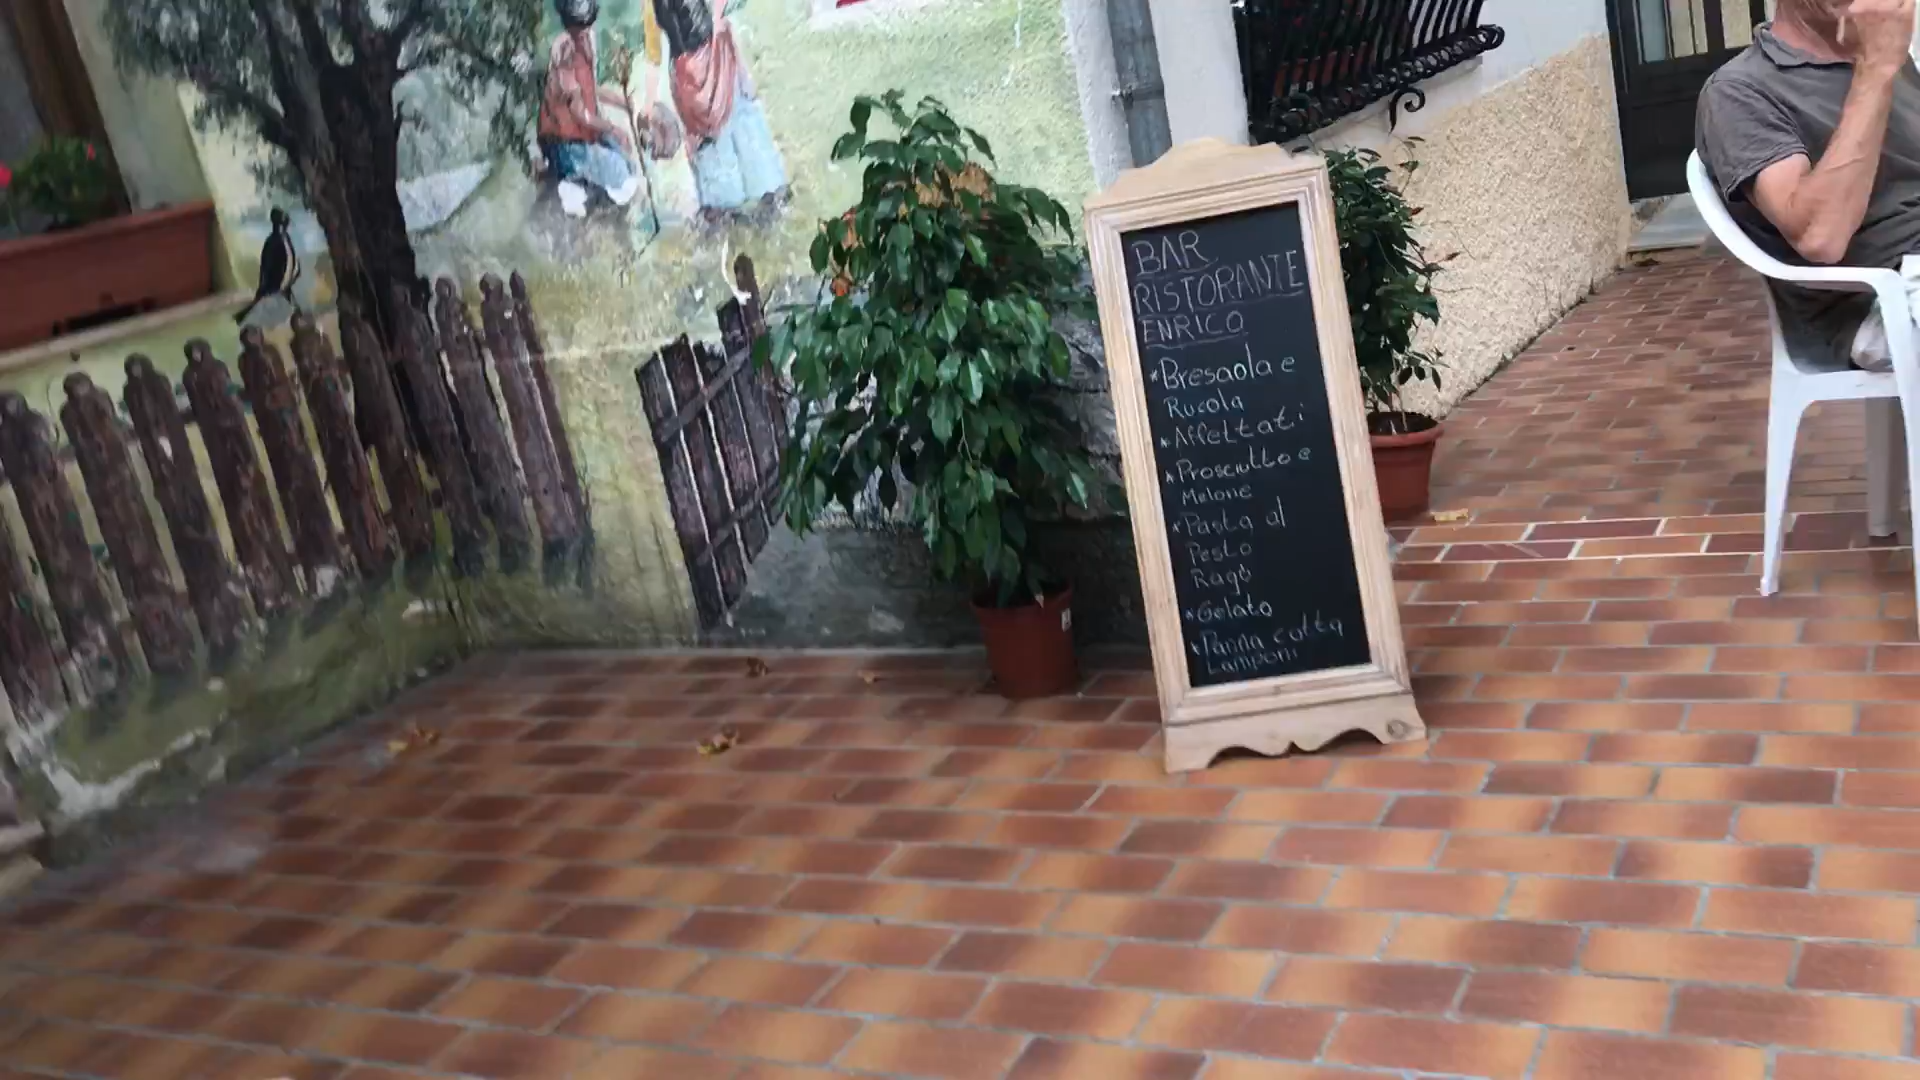 BAR
RISTORANTE
ENRICO
*Bresaola e
Rucola
*Affettati
*Prosciutto e
Melone
*Pasta al
Pesto
Ragù
*Gelato
*Panna cotta
Lamponi